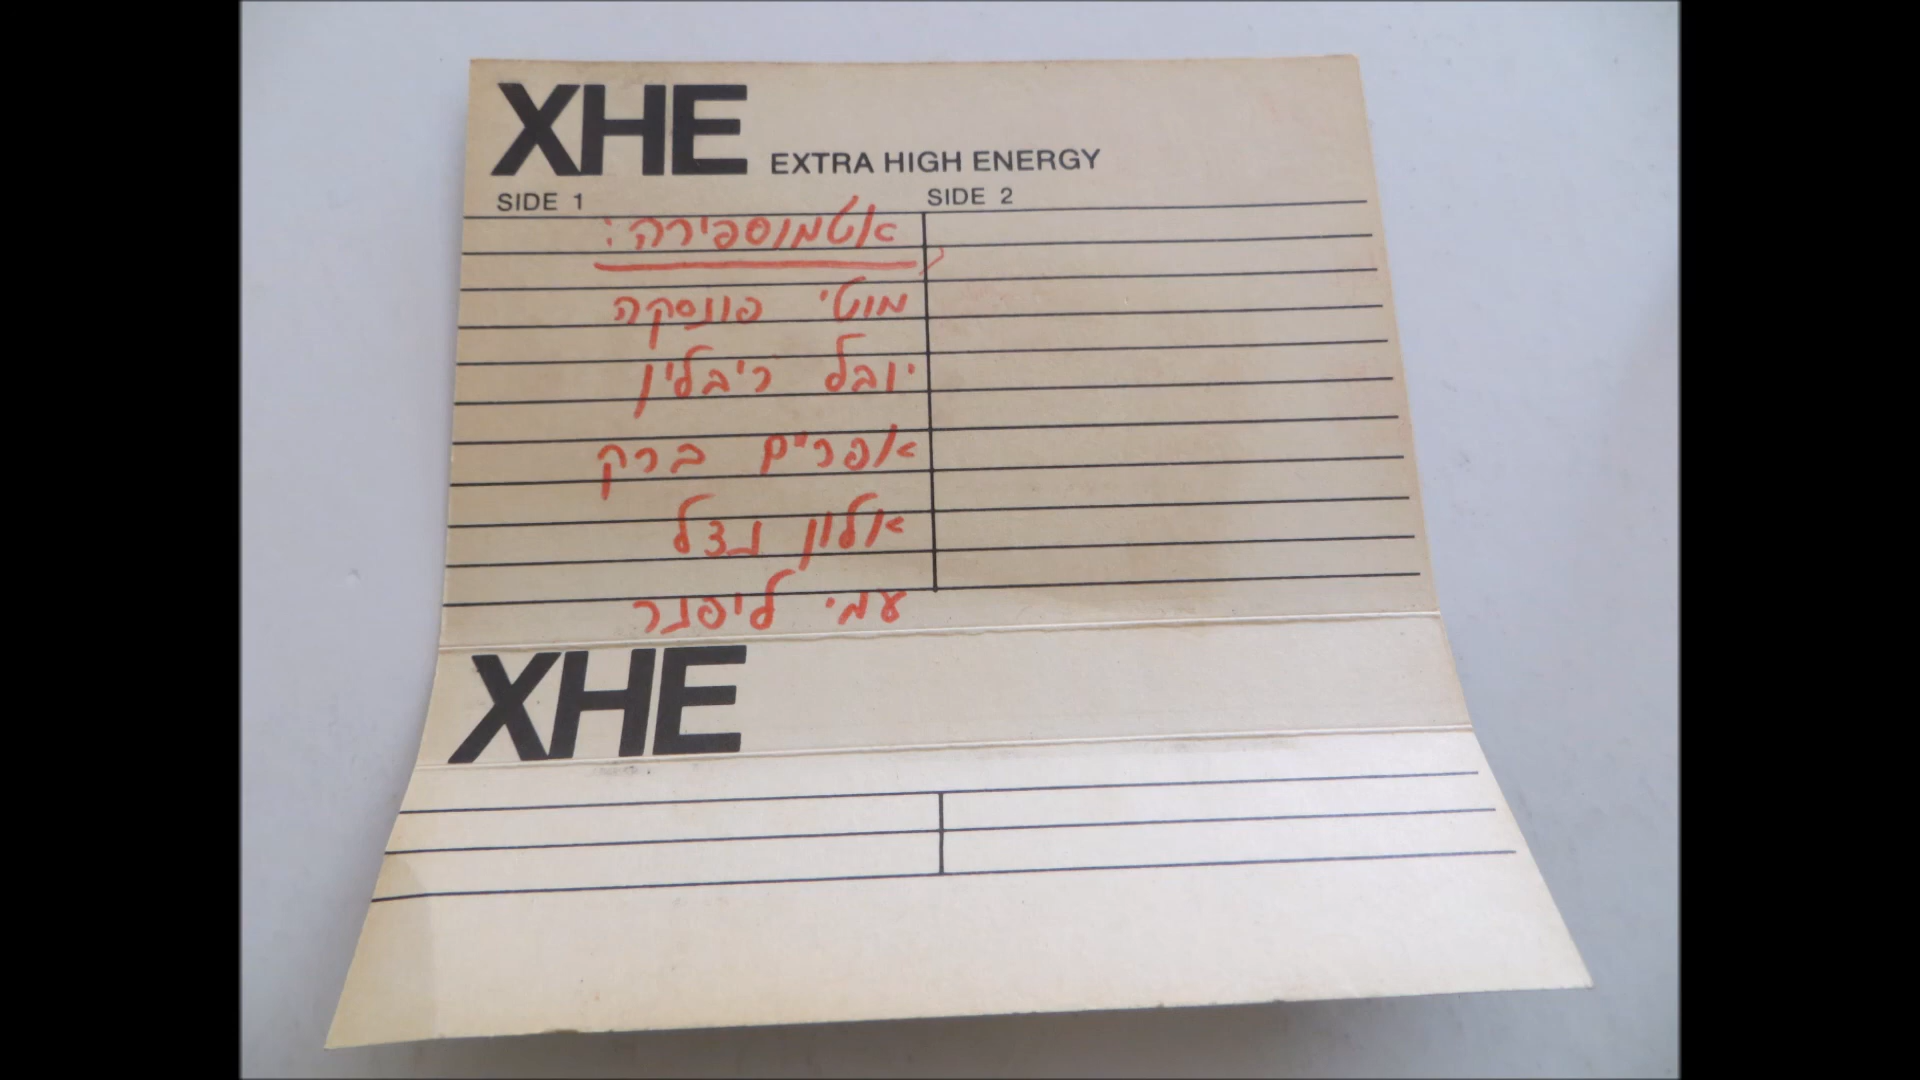 XHE EXTRA HIGH ENERGY
SIDE 1 SIDE 2
אטמוספירה:
מוטי פונסקה
יובל ריבלין
אפרים ברק
אלון נצל
עמי ליפנר
XHE